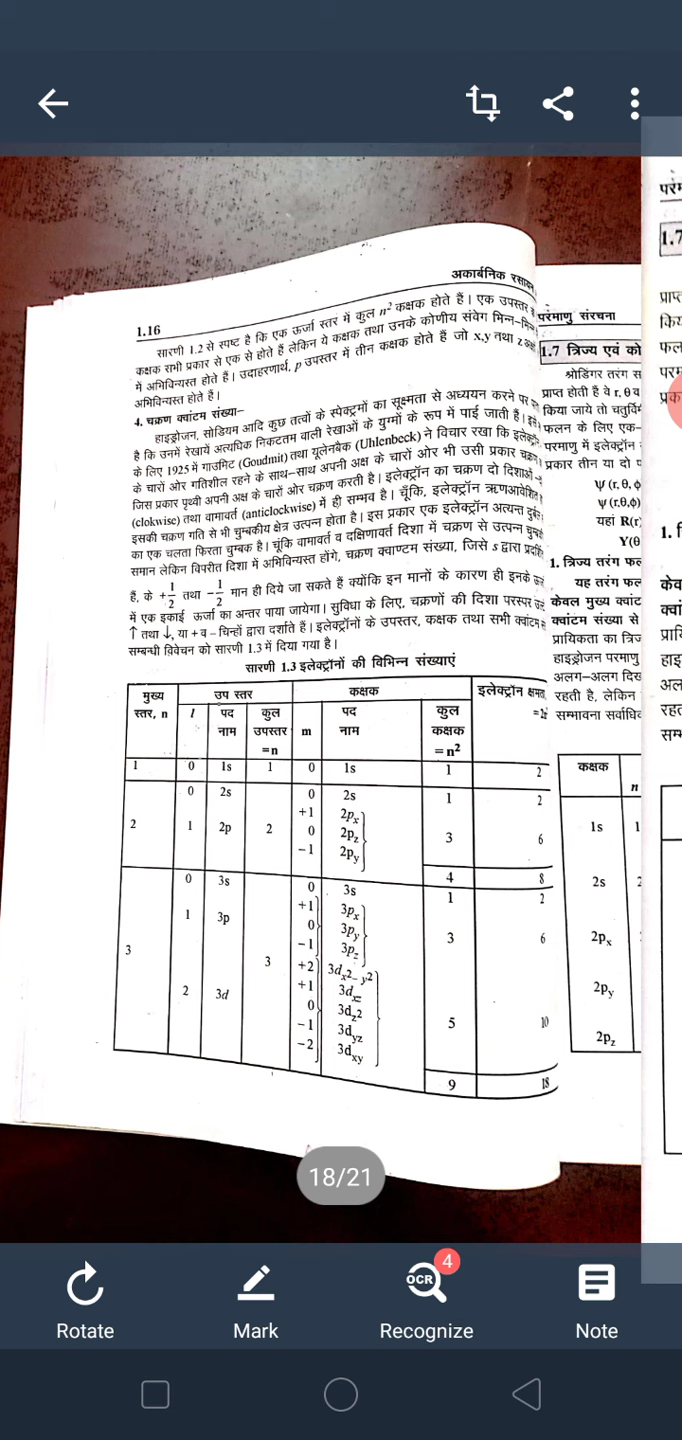 अकार्बनिक रसायन
1.16
सारणी 1.2 से स्पष्ट है कि एक ऊर्जा स्तर में कुल n² कक्षक होते हैं। एक उपस्तर के
कक्षक सभी प्रकार से एक से होते हैं लेकिन ये कक्षक तथा उनके कोणीय संवेग भिन्न-भिन्न
में अभिविन्यस्त होते हैं। उदाहरणार्थ, p उपस्तर में तीन कक्षक होते हैं जो x,y तथा z अक्षों
अभिविन्यस्त होते हैं।
4. चक्रण क्वांटम संख्या–
हाइड्रोजन, सोडियम आदि कुछ तत्वों के स्पेक्ट्रमों का सूक्ष्मता से अध्ययन करने पर
है कि उनमें रेखायें अत्यधिक निकटतम वाली रेखाओं के युग्मों के रूप में पाई जाती हैं। इसे
के लिए 1925 में गाउमिट (Goudmit) तथा यूलेनबैक (Uhlenbeck) ने विचार रखा कि इलेक्ट्रॉन
के चारों ओर गतिशील रहने के साथ-साथ अपनी अक्ष के चारों ओर भी उसी प्रकार चक्रण
जिस प्रकार पृथ्वी अपनी अक्ष के चारों ओर चक्रण करती है। इलेक्ट्रॉन का चक्रण दो दिशाओं
(clokwise) तथा वामावर्त (anticlockwise) में ही सम्भव है। चूँकि, इलेक्ट्रॉन ऋणआवेशित
इसकी चक्रण गति से भी चुम्बकीय क्षेत्र उत्पन्न होता है। इस प्रकार एक इलेक्ट्रॉन अत्यन्त दुर्बल
का एक चलता फिरता चुम्बक है। चूंकि वामावर्त व दक्षिणावर्त दिशा में चक्रण से उत्पन्न
समान लेकिन विपरीत दिशा में अभिविन्यस्त होंगे, चक्रण क्वाण्टम संख्या, जिसे s द्वारा प्रदर्शित
हैं, के +1/2 तथा -1/2 मान ही दिये जा सकते हैं क्योंकि इन मानों के कारण ही इनके
में एक इकाई ऊर्जा का अन्तर पाया जायेगा। सुविधा के लिए, चक्रणों की दिशा परस्पर
↑ तथा ↓, या + व – चिन्हों द्वारा दर्शाते हैं। इलेक्ट्रॉनों के उपस्तर, कक्षक तथा सभी क्वांटम
सम्बन्धी विवेचन को सारणी 1.3 में दिया गया है।
सारणी 1.3 इलेक्ट्रॉनों की विभिन्न संख्याएं
मुख्य स्तर, n | उप स्तर | कक्षक | इलेक्ट्रॉन क्षमता
l | पद नाम | कुल उपस्तर =n | m | पद नाम | कुल कक्षक = n²
1 0 1s 1 0 1s 1 2
0 2s 0 2s 1 2
2 1 2p 2 +1 2px
0 2pz 3 6
-1 2py
4 8
0 3s 0 3s 1 2
1 3p +1 3px
0 3py 3 6
-1 3pz
3 3 +2 3dx²-y²
2 3d +1 3dxz
0 3dz² 5 10
-1 3dyz
-2 3dxy
9 18
परमाणु संरचना
1.7 त्रिज्य एवं को
श्रोडिंगर तरंग स
प्राप्त होती है वे r, θ व
किया जाये तो चतुर्वि
फलन के लिए एक-
परमाणु में इलेक्ट्रॉन
प्रकार तीन या दो प
ψ (r, θ, ϕ
ψ (r,θ,ϕ)
यहां R(r
Y(θ
1. त्रिज्य तरंग फल
यह तरंग फल
केवल मुख्य क्वांट
क्वांटम संख्या से
प्रायिकता का त्रिज
हाइड्रोजन परमाणु
अलग-अलग दिख
रहती है, लेकिन
सम्भावना सर्वाधिक
कक्षक
n
1s 1
2s 2
2px
2py
2pz
1.7
प्राप्त
फल
परम
प्रक
केव
क्वां
हाइ
अल
18/21
4
OCR
Rotate
Mark
Recognize
Note